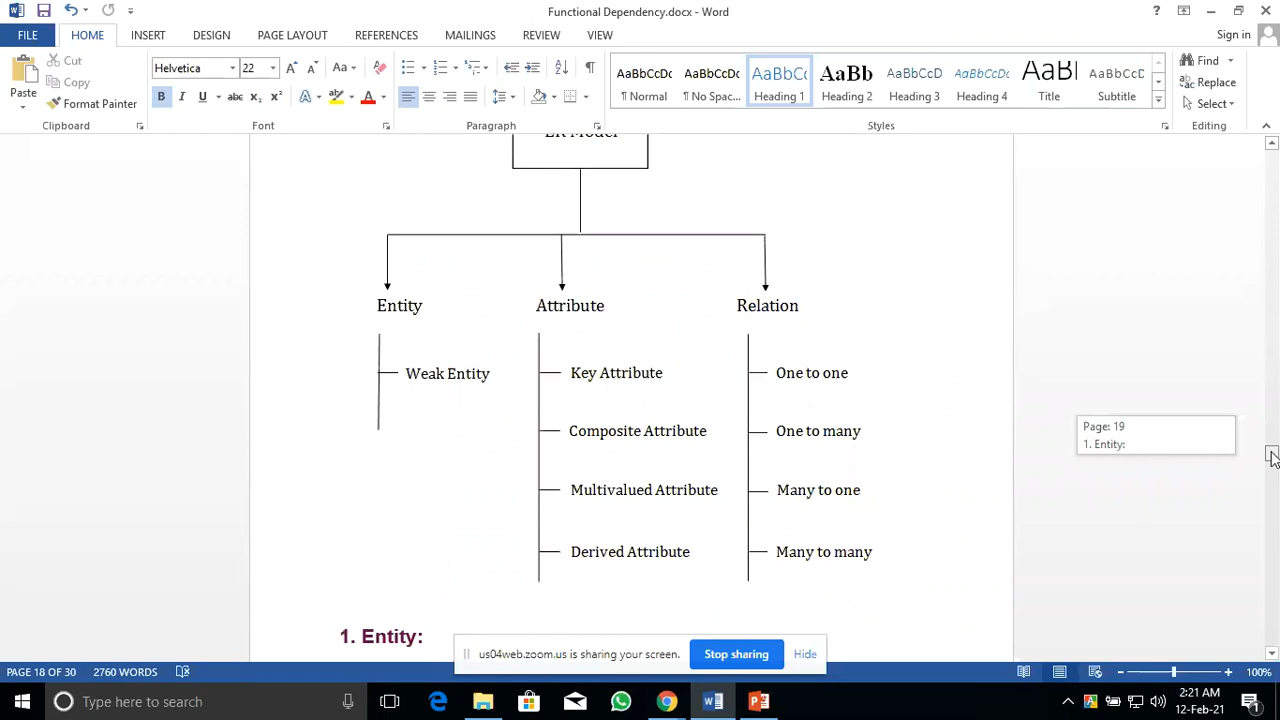 Functional Dependency.docx - Word
FILE HOME INSERT DESIGN PAGE LAYOUT REFERENCES MAILINGS REVIEW VIEW Sign in
Paste
Cut
Copy
Format Painter
Clipboard
Helvetica 22
Font
Paragraph
AaBbCcDc AaBbCcDc AaBbC AaBb AaBbCcD AaBbCcD AaB AaBbCcD
¶ Normal ¶ No Spac... Heading 1 Heading 2 Heading 3 Heading 4 Title Subtitle
Styles
Find
Replace
Select
Editing
ER Model
Entity Attribute Relation
Weak Entity Key Attribute One to one
Composite Attribute One to many
Multivalued Attribute Many to one
Derived Attribute Many to many
Page: 19
1. Entity:
1. Entity:
us04web.zoom.us is sharing your screen. Stop sharing Hide
PAGE 18 OF 30 2760 WORDS 100%
Type here to search
2:21 AM
12-Feb-21